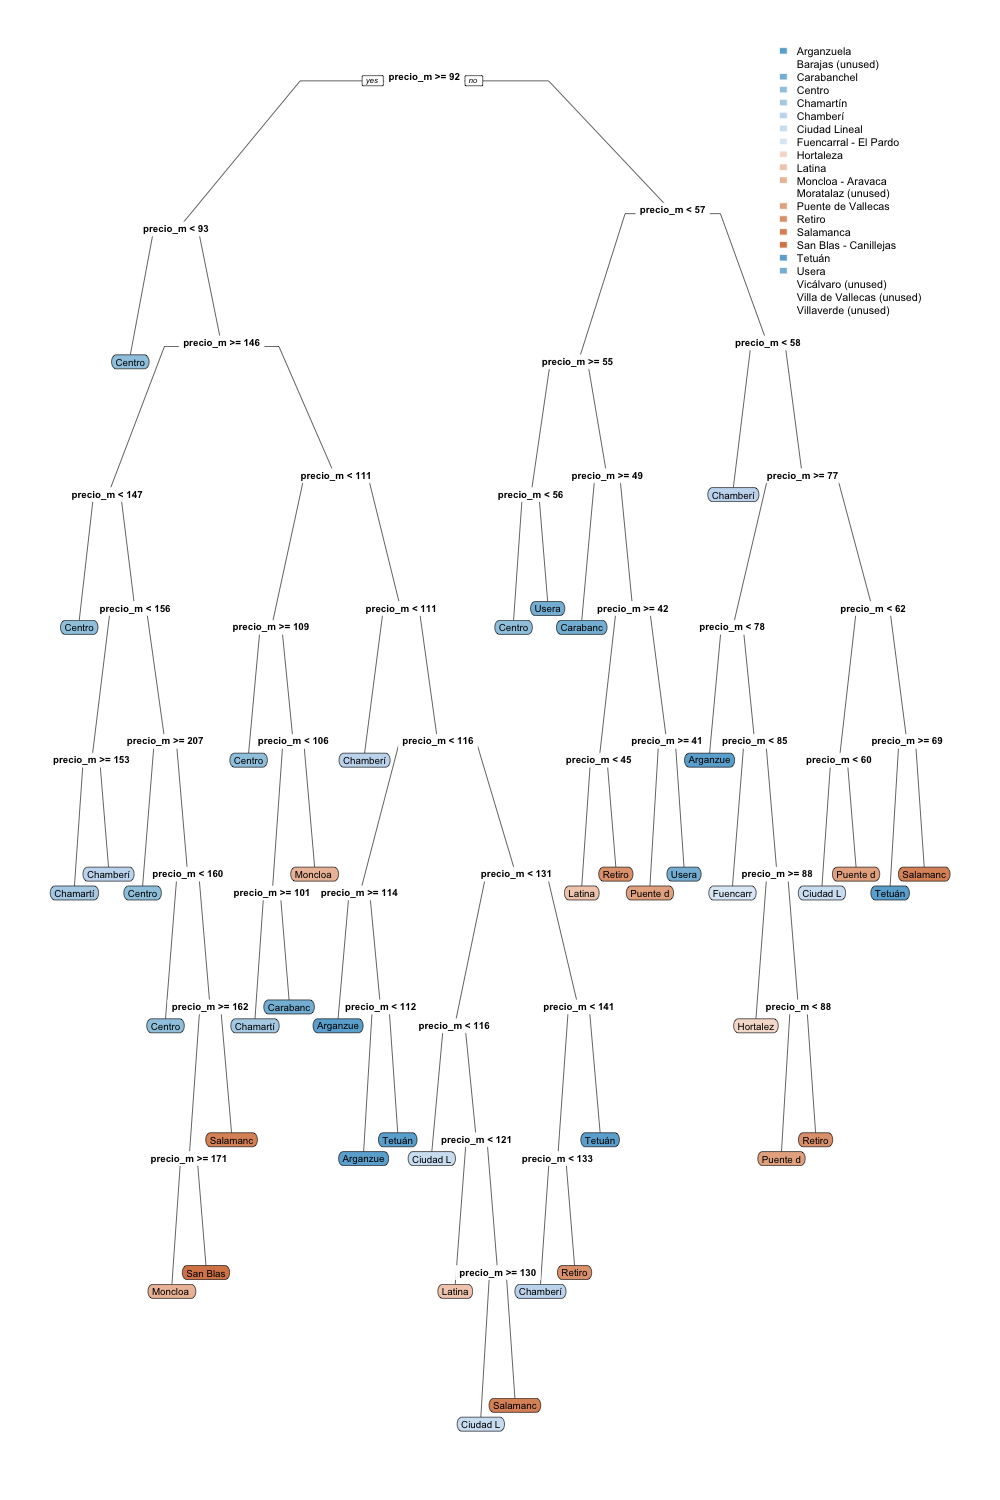 Arganzuela
Barajas (unused)
Carabanchel
Centro
Chamartín
Chamberí
Ciudad Lineal
Fuencarral - El Pardo
Hortaleza
Latina
Moncloa - Aravaca
Moratalaz (unused)
Puente de Vallecas
Retiro
Salamanca
San Blas - Canillejas
Tetuán
Usera
Vicálvaro (unused)
Villa de Vallecas (unused)
Villaverde (unused)
yes precio_m >= 92 no
precio_m < 57
precio_m < 93
precio_m >= 146
precio_m < 58
Centro
precio_m >= 55
precio_m < 111
precio_m >= 49
precio_m >= 77
precio_m < 147
precio_m < 56
Chamberí
precio_m < 156
precio_m < 111
Usera
precio_m >= 42
precio_m < 62
Centro
precio_m >= 109
Centro
Carabanc
precio_m < 78
precio_m >= 207
precio_m < 106
precio_m < 116
precio_m >= 41
precio_m < 85
precio_m >= 69
precio_m >= 153
Centro
Chamberí
precio_m < 45
Arganzue
precio_m < 60
Chamberí
precio_m < 160
Moncloa
precio_m < 131
Retiro
Usera
precio_m >= 88
Puente d
Salamanc
Chamartí
Centro
precio_m >= 101
precio_m >= 114
Latina
Puente d
Fuencarr
Ciudad L
Tetuán
precio_m >= 162
Carabanc
precio_m < 112
precio_m < 141
precio_m < 88
Centro
Chamartí
Arganzue
precio_m < 116
Hortalez
Salamanc
Tetuán
precio_m < 121
Tetuán
Retiro
precio_m >= 171
Arganzue
Ciudad L
precio_m < 133
Puente d
San Blas
precio_m >= 130
Retiro
Moncloa
Latina
Chamberí
Salamanc
Ciudad L